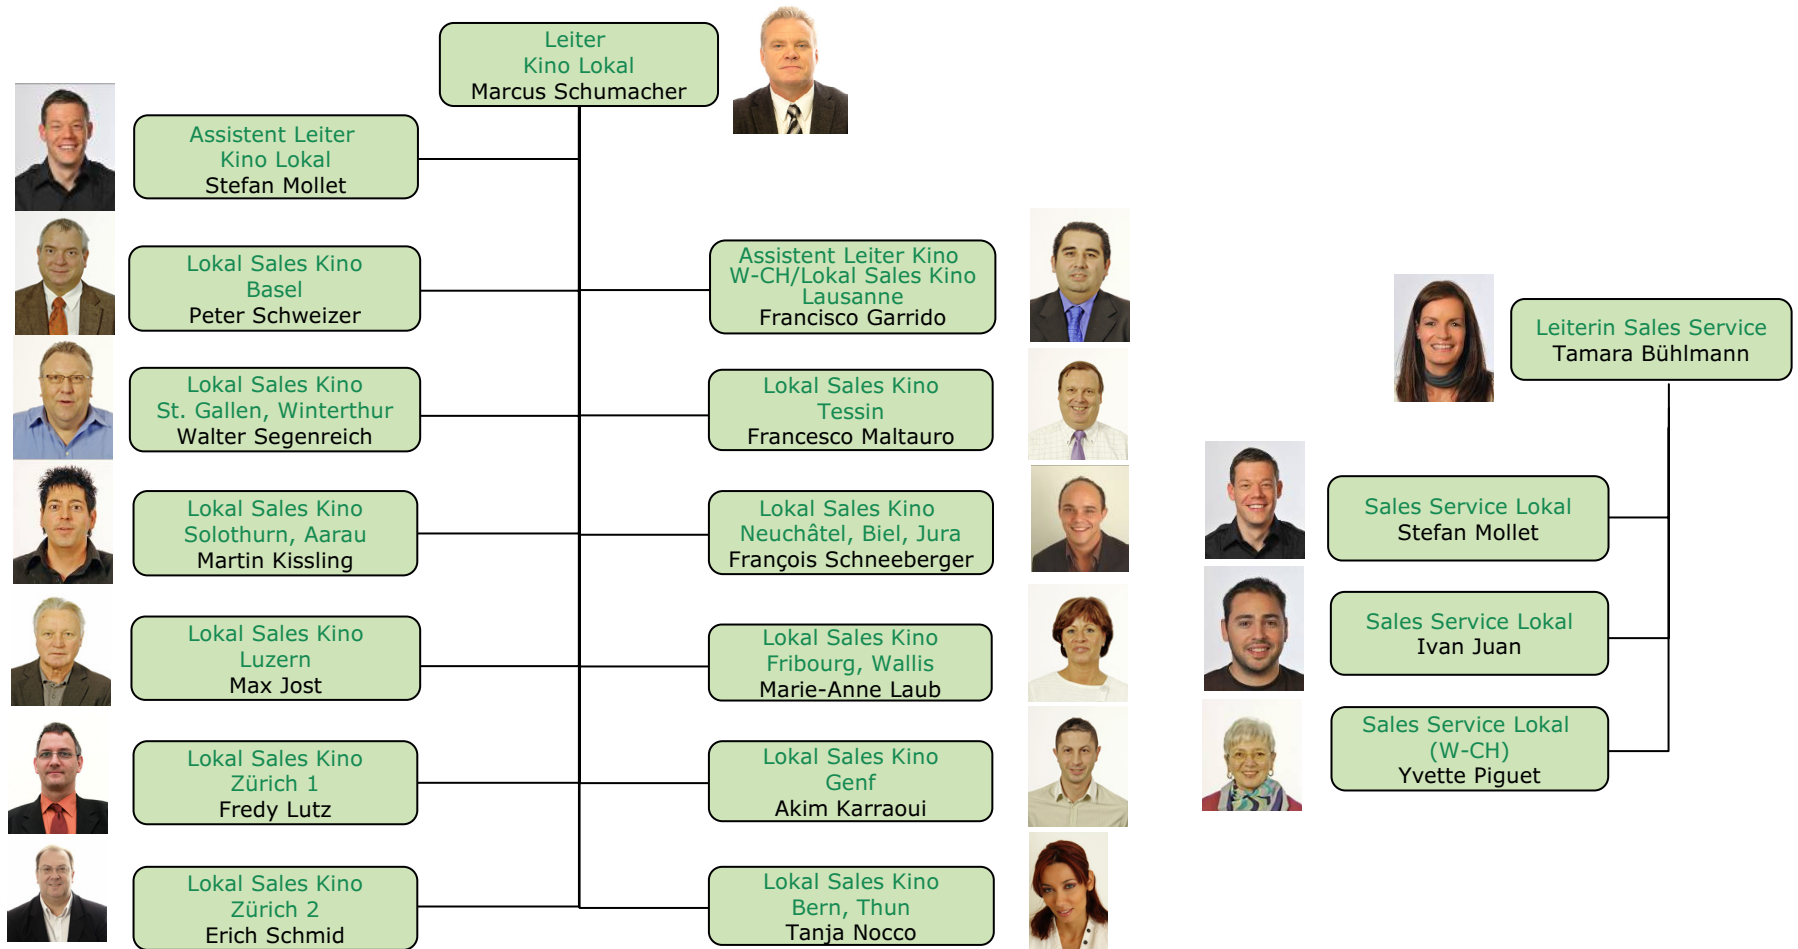 Leiter
Kino Lokal
Marcus Schumacher
Assistent Leiter
Kino Lokal
Stefan Mollet
Lokal Sales Kino
Basel
Peter Schweizer
Lokal Sales Kino
St. Gallen, Winterthur
Walter Segenreich
Lokal Sales Kino
Solothurn, Aarau
Martin Kissling
Lokal Sales Kino
Luzern
Max Jost
Lokal Sales Kino
Zürich 1
Fredy Lutz
Lokal Sales Kino
Zürich 2
Erich Schmid
Assistent Leiter Kino
W-CH/Lokal Sales Kino
Lausanne
Francisco Garrido
Lokal Sales Kino
Tessin
Francesco Maltauro
Lokal Sales Kino
Neuchâtel, Biel, Jura
François Schneeberger
Lokal Sales Kino
Fribourg, Wallis
Marie-Anne Laub
Lokal Sales Kino
Genf
Akim Karraoui
Lokal Sales Kino
Bern, Thun
Tanja Nocco
Leiterin Sales Service
Tamara Bühlmann
Sales Service Lokal
Stefan Mollet
Sales Service Lokal
Ivan Juan
Sales Service Lokal
(W-CH)
Yvette Piguet